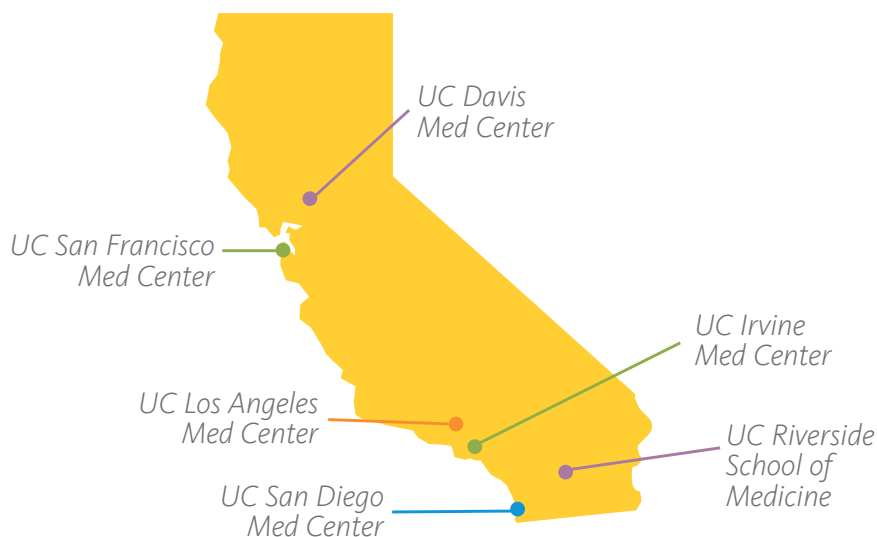 UC Davis
Med Center
UC San Francisco
Med Center
UC Irvine
Med Center
UC Los Angeles
Med Center
UC Riverside
School of
Medicine
UC San Diego
Med Center